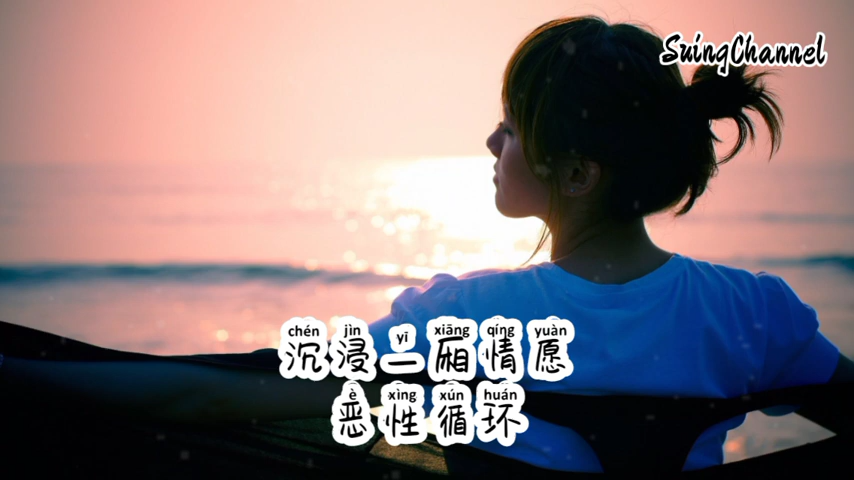 SuingChannel
chén jìn yī xiāng qíng yuàn
沉浸一厢情愿
è xìng xún huán
恶性循环